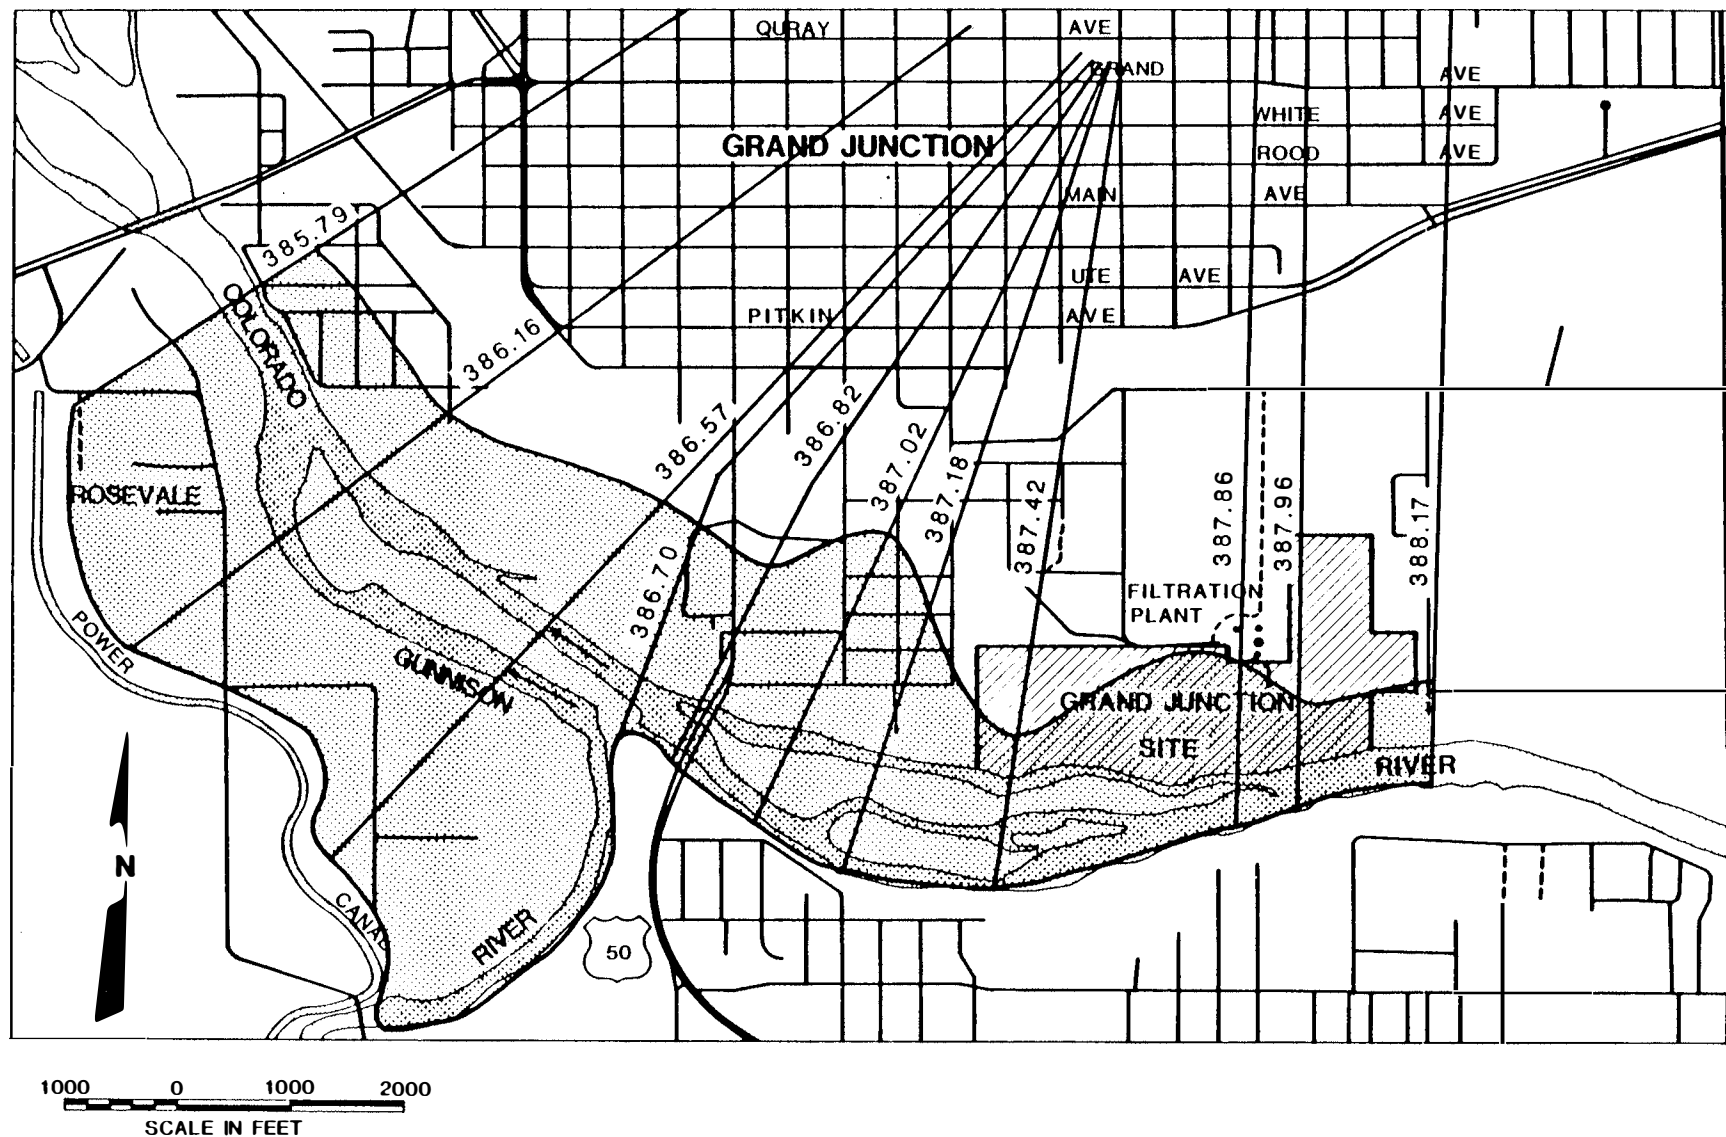 QURAY AVE
GRAND AVE
WHITE AVE
GRAND JUNCTION
ROOD AVE
MAIN AVE
385.79
UTE AVE
PITKIN AVE
COLORADO
386.16
386.57
386.82
387.02
387.18
387.42
387.86
387.96
388.17
ROSEVALE
386.70
FILTRATION
PLANT
POWER
GUNNISON
GRAND JUNCTION
SITE
RIVER
N
CANAL
RIVER
50
1000 0 1000 2000
SCALE IN FEET